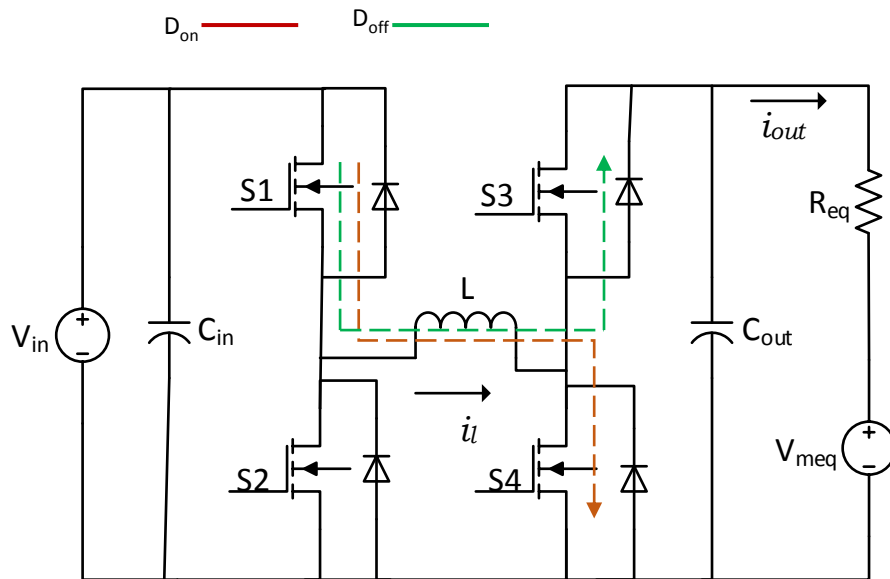 Don Doff
iout
S1 S3 Req
L
Vin Cin Cout
il
Vmeq
S2 S4